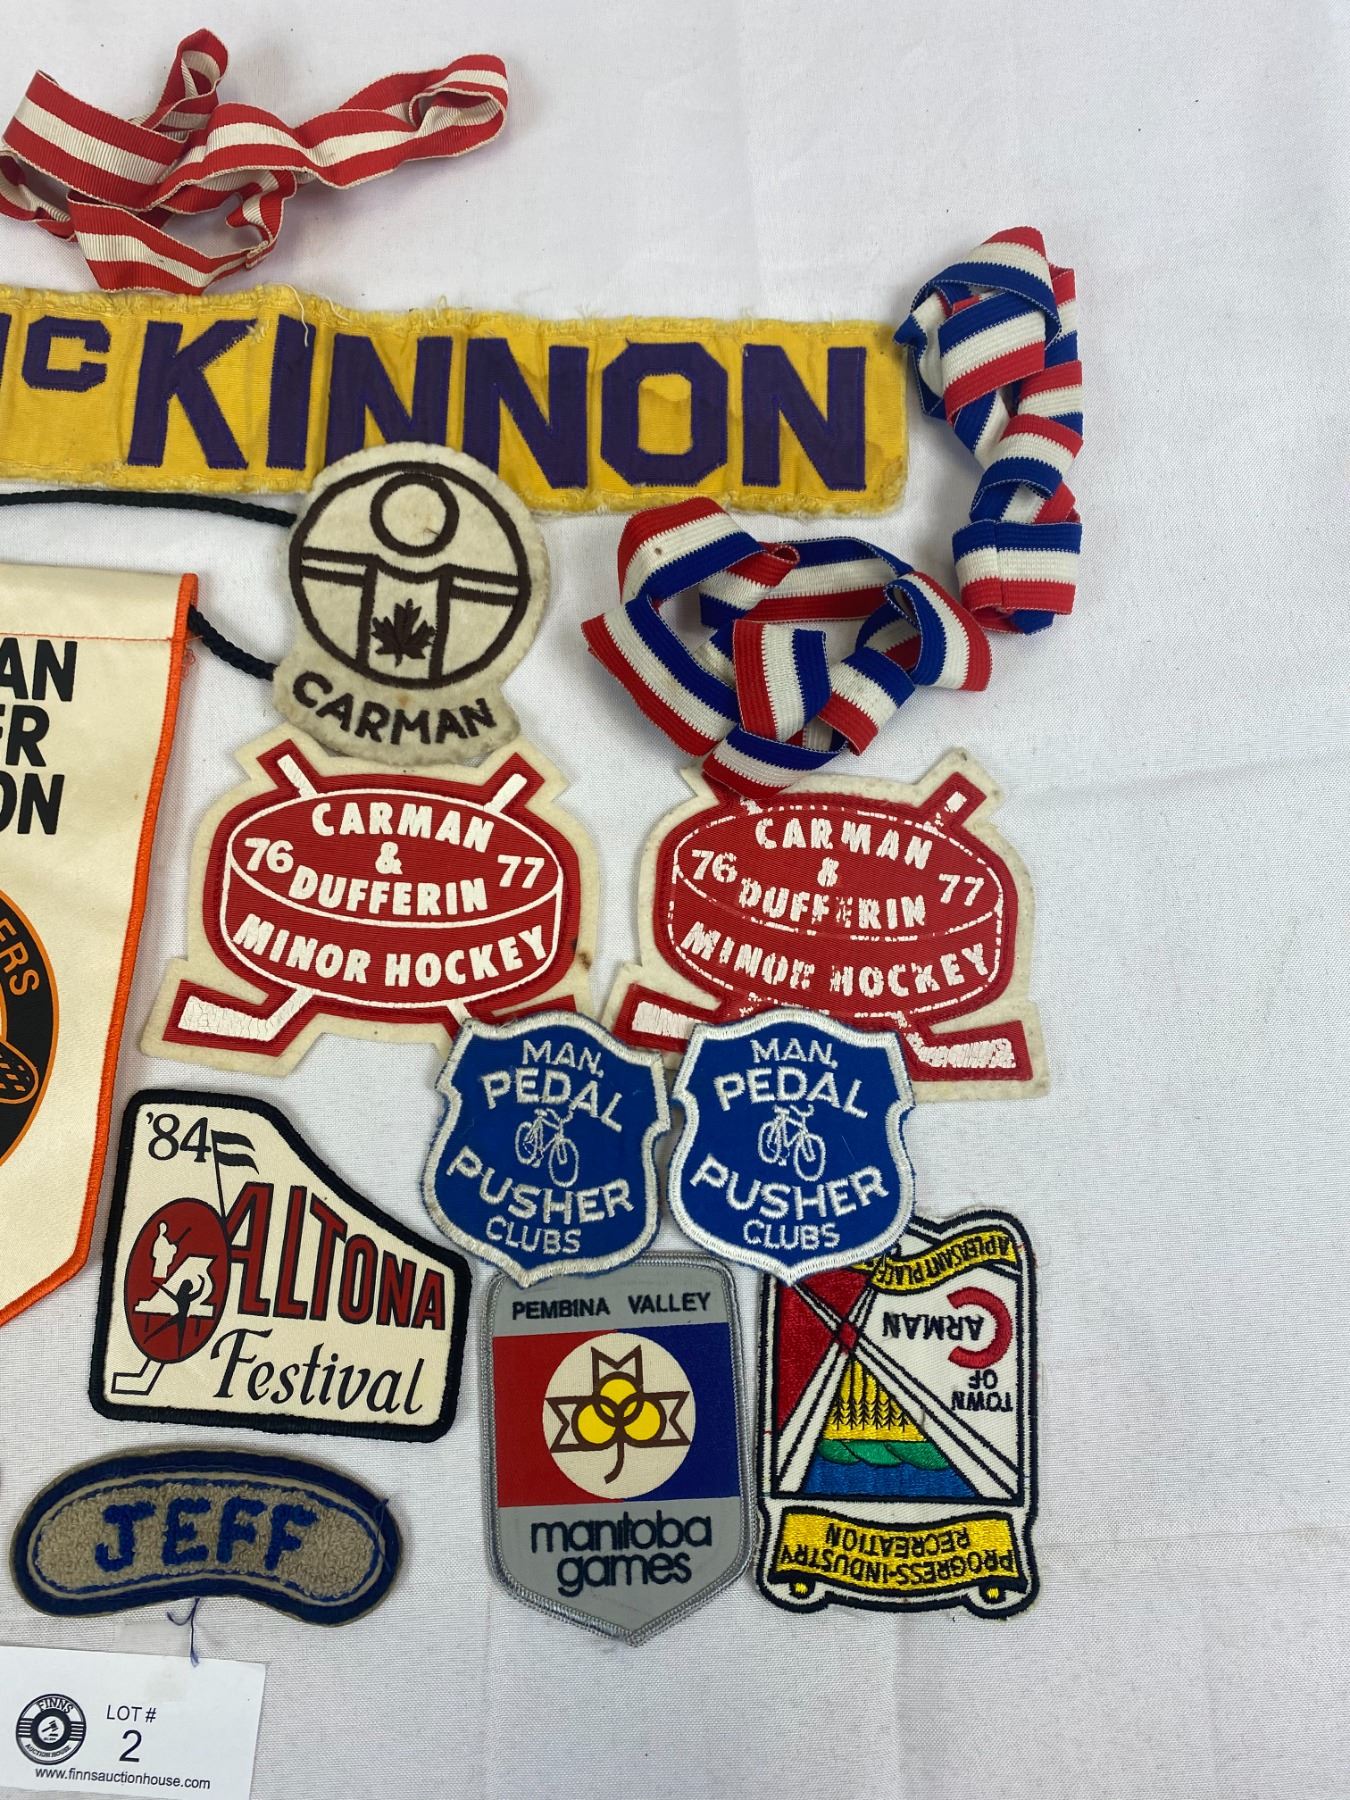 McKINNON
CARMAN
CARMAN
&
76 DUFFERIN 77
MINOR HOCKEY
CARMAN
&
76 DUFFERIN 77
MINOR HOCKEY
MAN.
PEDAL
PUSHER
CLUBS
MAN.
PEDAL
PUSHER
CLUBS
'84
ALTONA
Festival
PEMBINA VALLEY
manitoba
games
A PLEASANT PLACE
CARMAN
TOWN
OF
PROGRESS-INDUSTRY
RECREATION
JEFF
FINNS
AUCTION HOUSE
LOT #
2
www.finnsauctionhouse.com